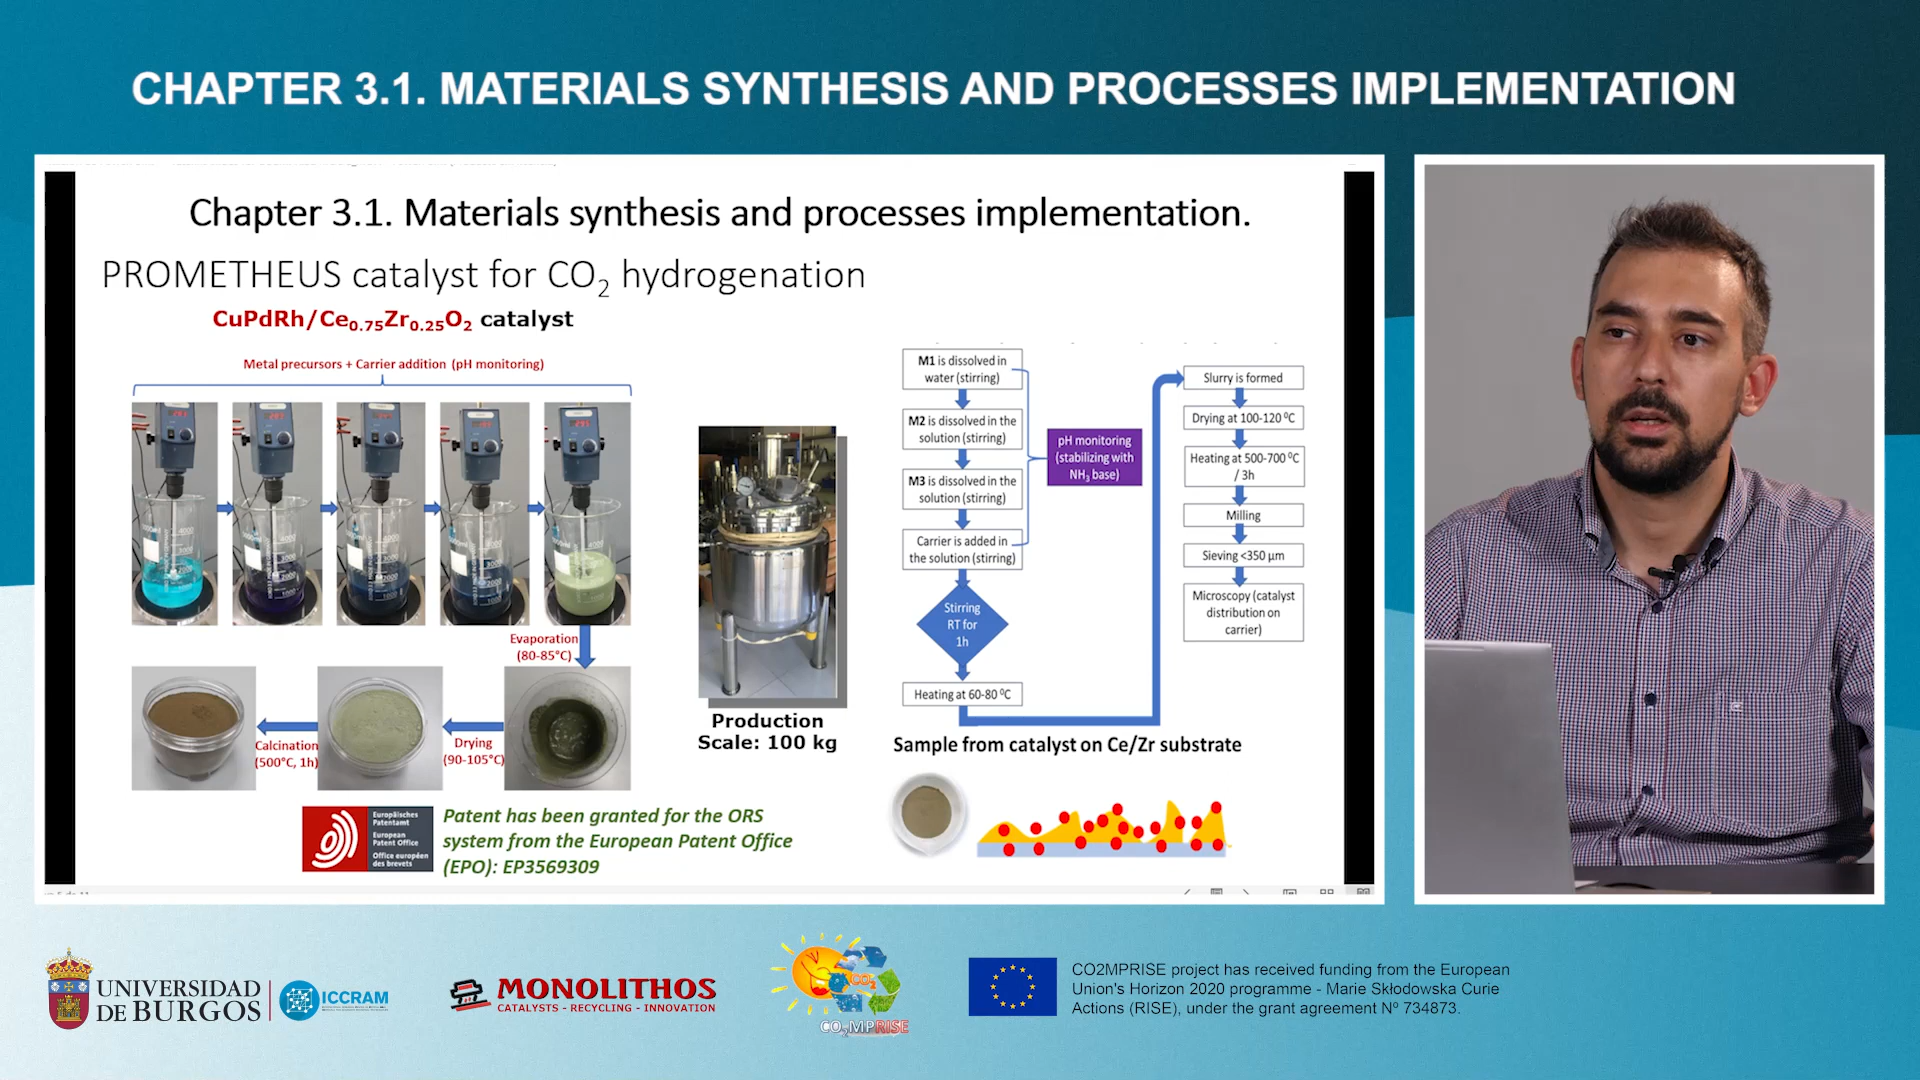 CHAPTER 3.1. MATERIALS SYNTHESIS AND PROCESSES IMPLEMENTATION
Chapter 3.1. Materials synthesis and processes implementation.
PROMETHEUS catalyst for CO2 hydrogenation
CuPdRh/Ce0.75Zr0.25O2 catalyst
Metal precursors + Carrier addition (pH monitoring)
Evaporation
(80-85°C)
Drying
(90-105°C)
Calcination
(500°C, 1h)
Production
Scale: 100 kg
M1 is dissolved in
water (stirring)
M2 is dissolved in the
solution (stirring)
M3 is dissolved in the
solution (stirring)
Carrier is added in
the solution (stirring)
pH monitoring
(stabilizing with
NH3 base)
Stirring
RT for
1h
Heating at 60-80 ⁰C
Slurry is formed
Drying at 100-120 ⁰C
Heating at 500-700 ⁰C
/ 3h
Milling
Sieving <350 μm
Microscopy (catalyst
distribution on
carrier)
Sample from catalyst on Ce/Zr substrate
Europäisches
Patentamt
European
Patent Office
Office européen
des brevets
Patent has been granted for the ORS
system from the European Patent Office
(EPO): EP3569309
UNIVERSIDAD
DE BURGOS
ICCRAM
MONOLITHOS
CATALYSTS - RECYCLING - INNOVATION
CO2
CO2MPRISE
CO2MPRISE project has received funding from the European
Union's Horizon 2020 programme - Marie Skłodowska Curie
Actions (RISE), under the grant agreement Nº 734873.